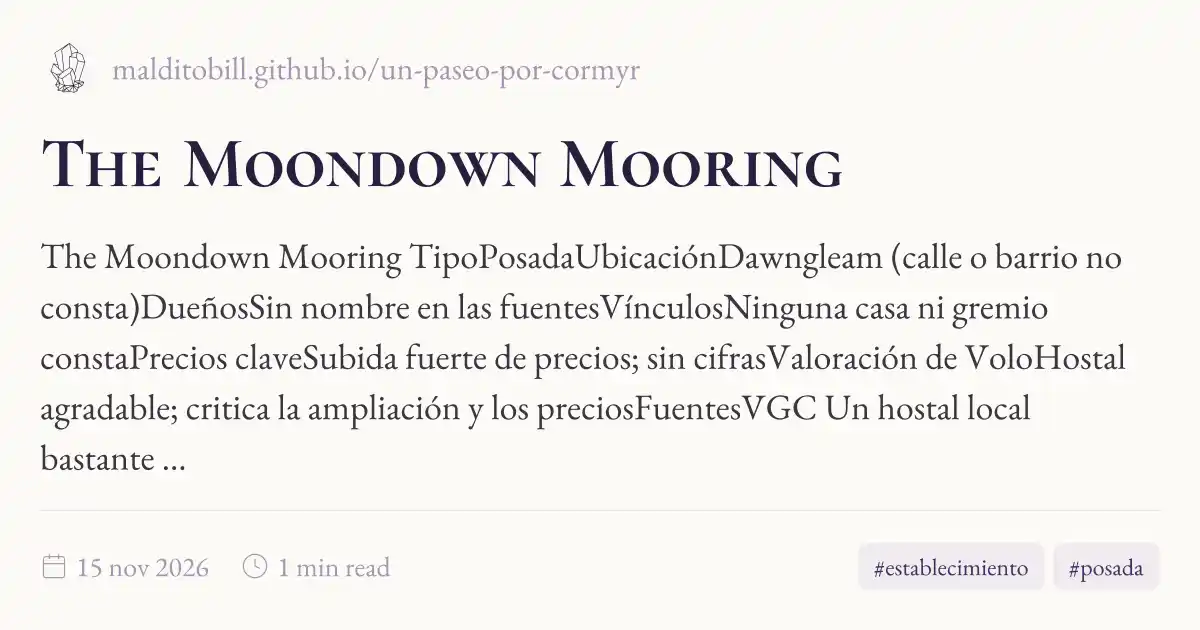 malditobill.github.io/un-paseo-por-cormyr
The Moondown Mooring
The Moondown Mooring TipoPosadaUbicaciónDawngleam (calle o barrio no
consta)DueñosSin nombre en las fuentesVínculosNinguna casa ni gremio
constaPrecios claveSubida fuerte de precios; sin cifrasValoración de VoloHostal
agradable; critica la ampliación y los preciosFuentesVGC Un hostal local
bastante ...
15 nov 2026 1 min read #establecimiento #posada